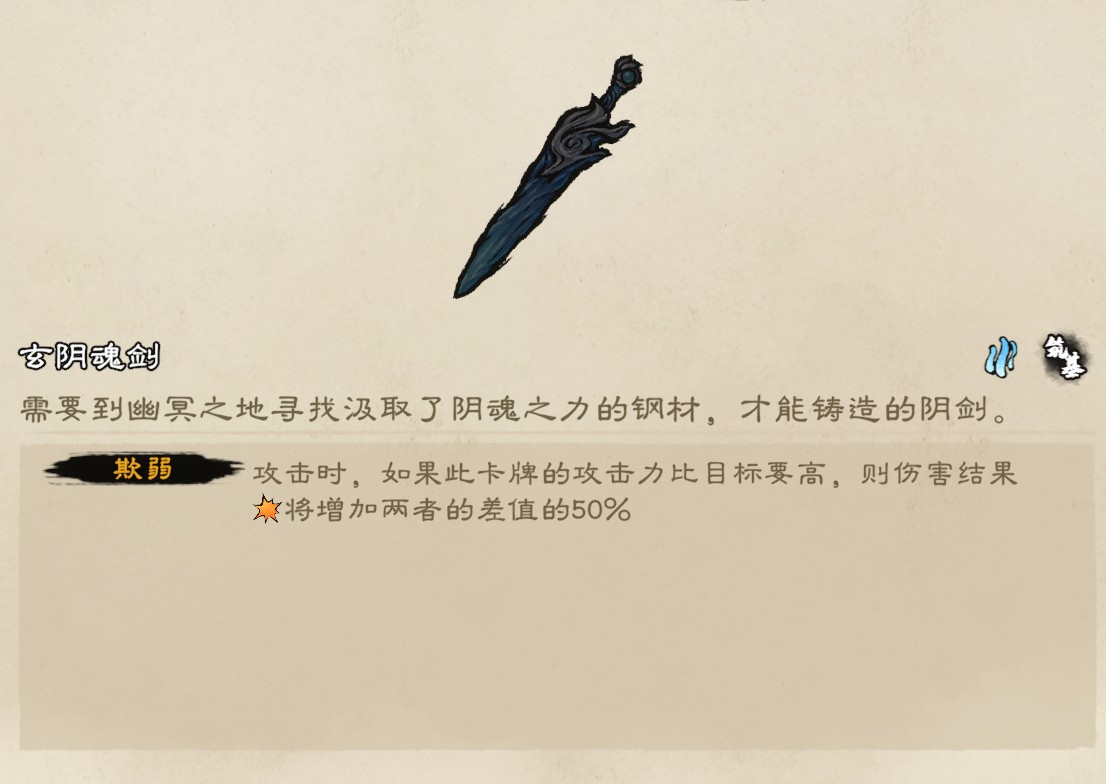 玄阴魂剑
筑基
需要到幽冥之地寻找汲取了阴魂之力的钢材，才能铸造的阴剑。
欺弱
攻击时，如果此卡牌的攻击力比目标要高，则伤害结果
将增加两者的差值的50%